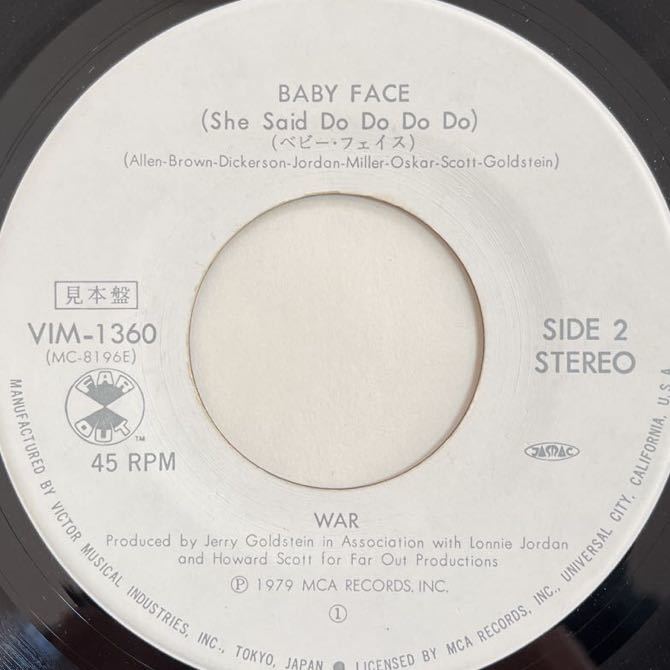 BABY FACE
(She Said Do Do Do Do)
(ベビー・フェイス)
(Allen-Brown-Dickerson-Jordan-Miller-Oskar-Scott-Goldstein)
見本盤
VIM-1360
(MC-8196E)
FAR OUT ™
45 RPM
SIDE 2
STEREO
JASRAC
WAR
Produced by Jerry Goldstein in Association with Lonnie Jordan
and Howard Scott for Far Out Productions
Ⓟ 1979 MCA RECORDS, INC.
①
MANUFACTURED BY VICTOR MUSICAL INDUSTRIES, INC., TOKYO, JAPAN ● LICENSED BY MCA RECORDS, INC., UNIVERSAL CITY, CALIFORNIA, U.S.A.